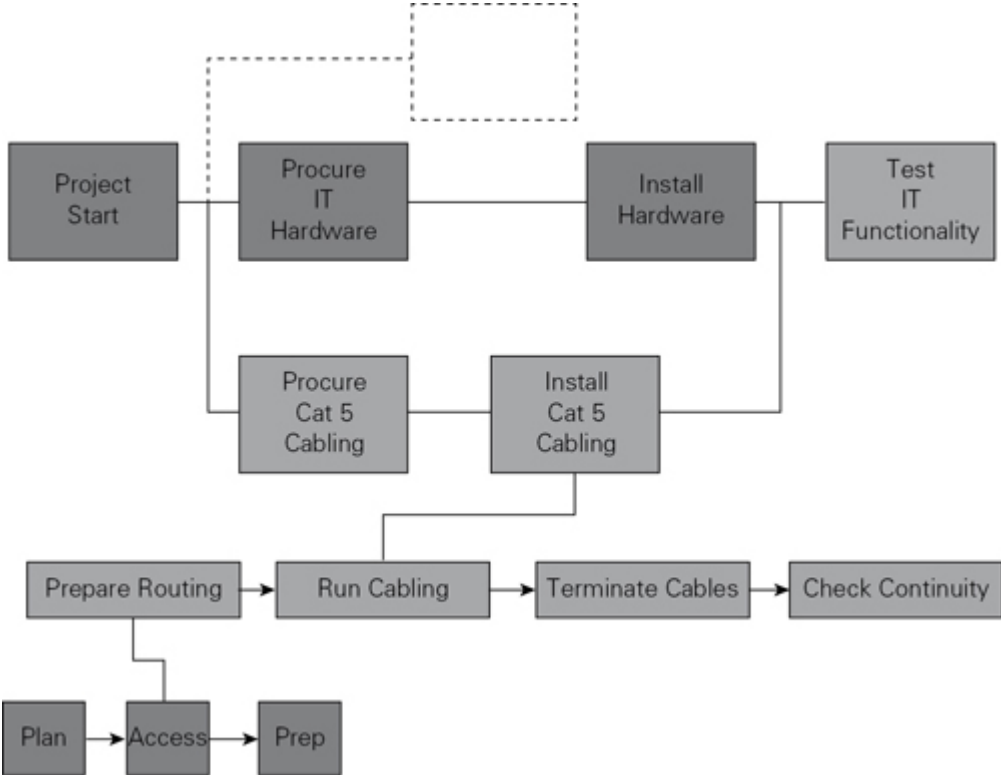 Project
Start
Procure
IT
Hardware
Install
Hardware
Test
IT
Functionality
Procure
Cat 5
Cabling
Install
Cat 5
Cabling
Prepare Routing
Run Cabling
Terminate Cables
Check Continuity
Plan
Access
Prep